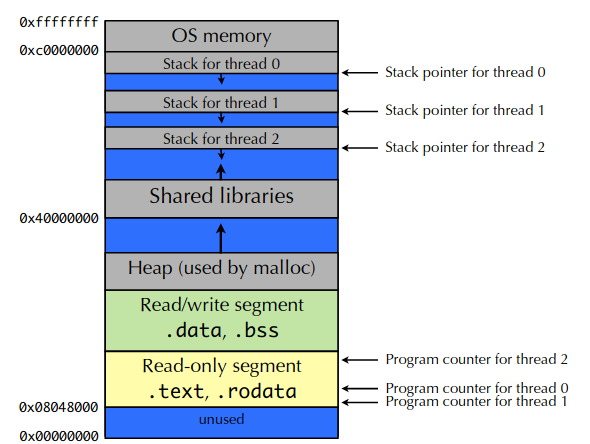 0xffffffff
OS memory
0xc0000000
Stack for thread 0
Stack pointer for thread 0
Stack for thread 1
Stack pointer for thread 1
Stack for thread 2
Stack pointer for thread 2
Shared libraries
0x40000000
Heap (used by malloc)
Read/write segment
.data, .bss
Read-only segment
.text, .rodata
Program counter for thread 2
Program counter for thread 0
Program counter for thread 1
0x08048000
unused
0x00000000